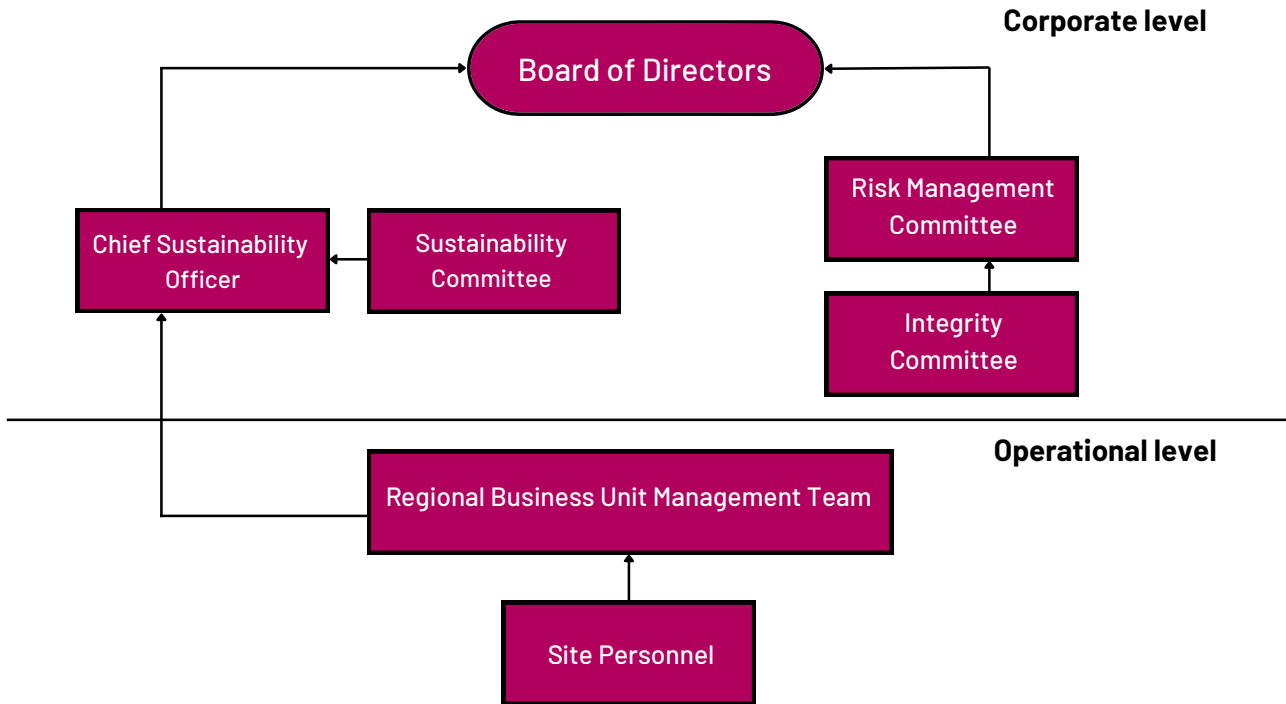 Corporate level
Board of Directors
Risk Management
Committee
Chief Sustainability
Officer
Sustainability
Committee
Integrity
Committee
Operational level
Regional Business Unit Management Team
Site Personnel